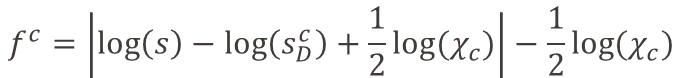 f^c = |log(s) − log(s_D^c) + 1/2 log(χ_c)| − 1/2 log(χ_c)